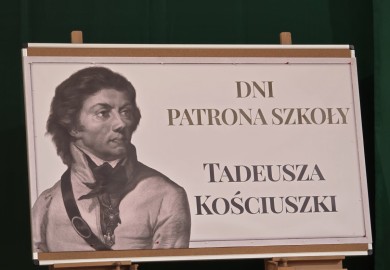 DNI
PATRONA SZKOŁY
TADEUSZA
KOŚCIUSZKI